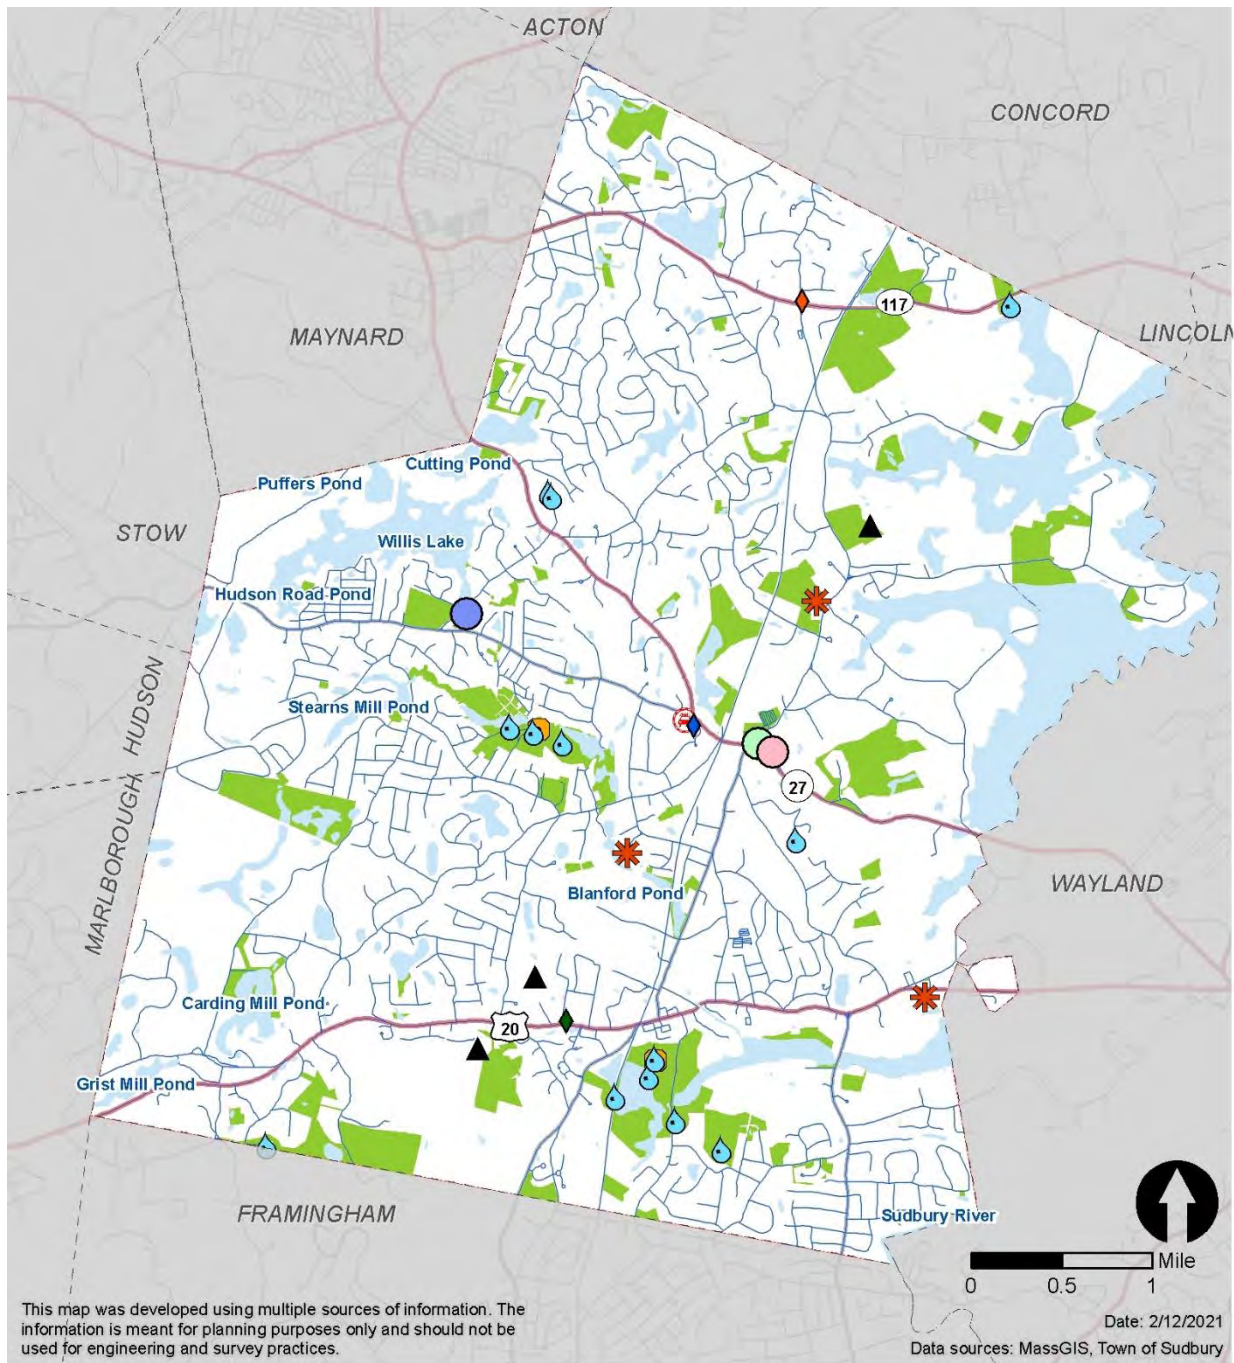 ACTON
CONCORD
117
LINCOLN
MAYNARD
Cutting Pond
Puffers Pond
STOW
Willis Lake
Hudson Road Pond
HUDSON
Stearns Mill Pond
27
MARLBOROUGH
WAYLAND
Blanford Pond
Carding Mill Pond
20
Grist Mill Pond
FRAMINGHAM
Sudbury River
Mile
0 0.5 1
This map was developed using multiple sources of information. The
information is meant for planning purposes only and should not be
used for engineering and survey practices.
Date: 2/12/2021
Data sources: MassGIS, Town of Sudbury